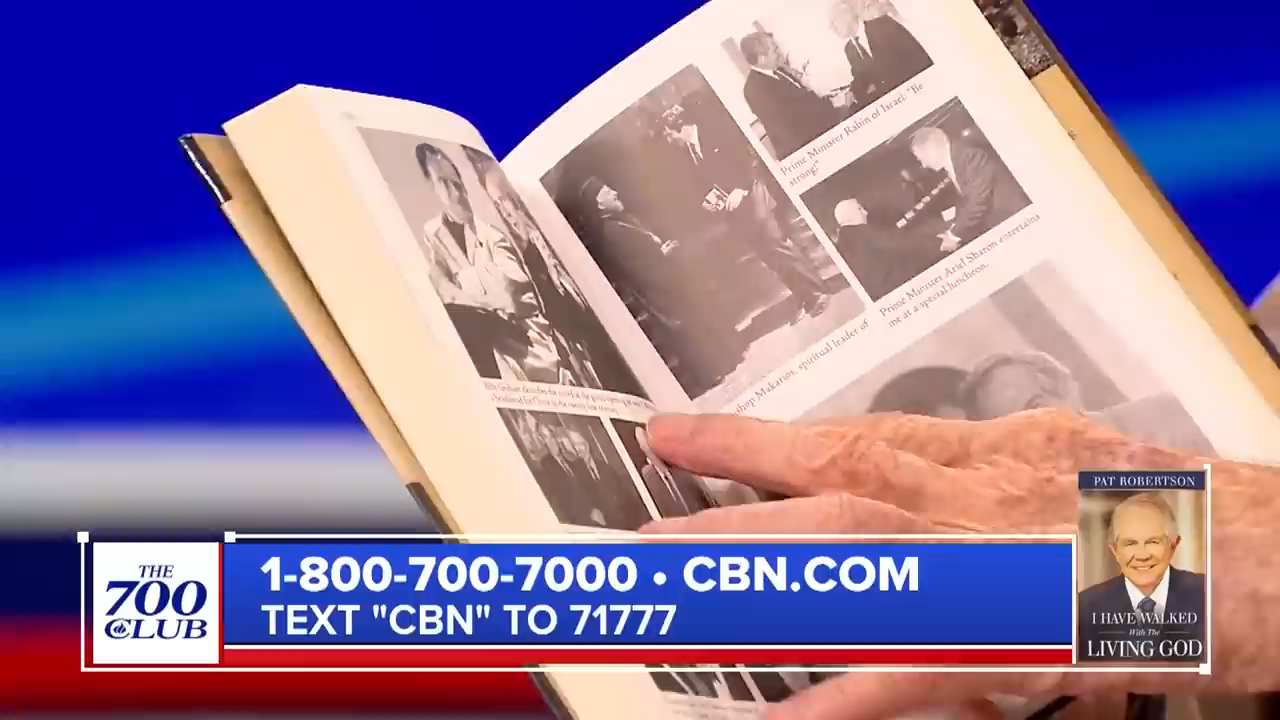 Prime Minister Rabin of Israel. "Be
strong!"
Prime Minister Ariel Sharon entertains
me at a special luncheon.
Makarios, spiritual leader of
1-800-700-7000 • CBN.COM
TEXT "CBN" TO 71777
THE
700
CLUB
PAT ROBERTSON
I HAVE WALKED
With The
LIVING GOD